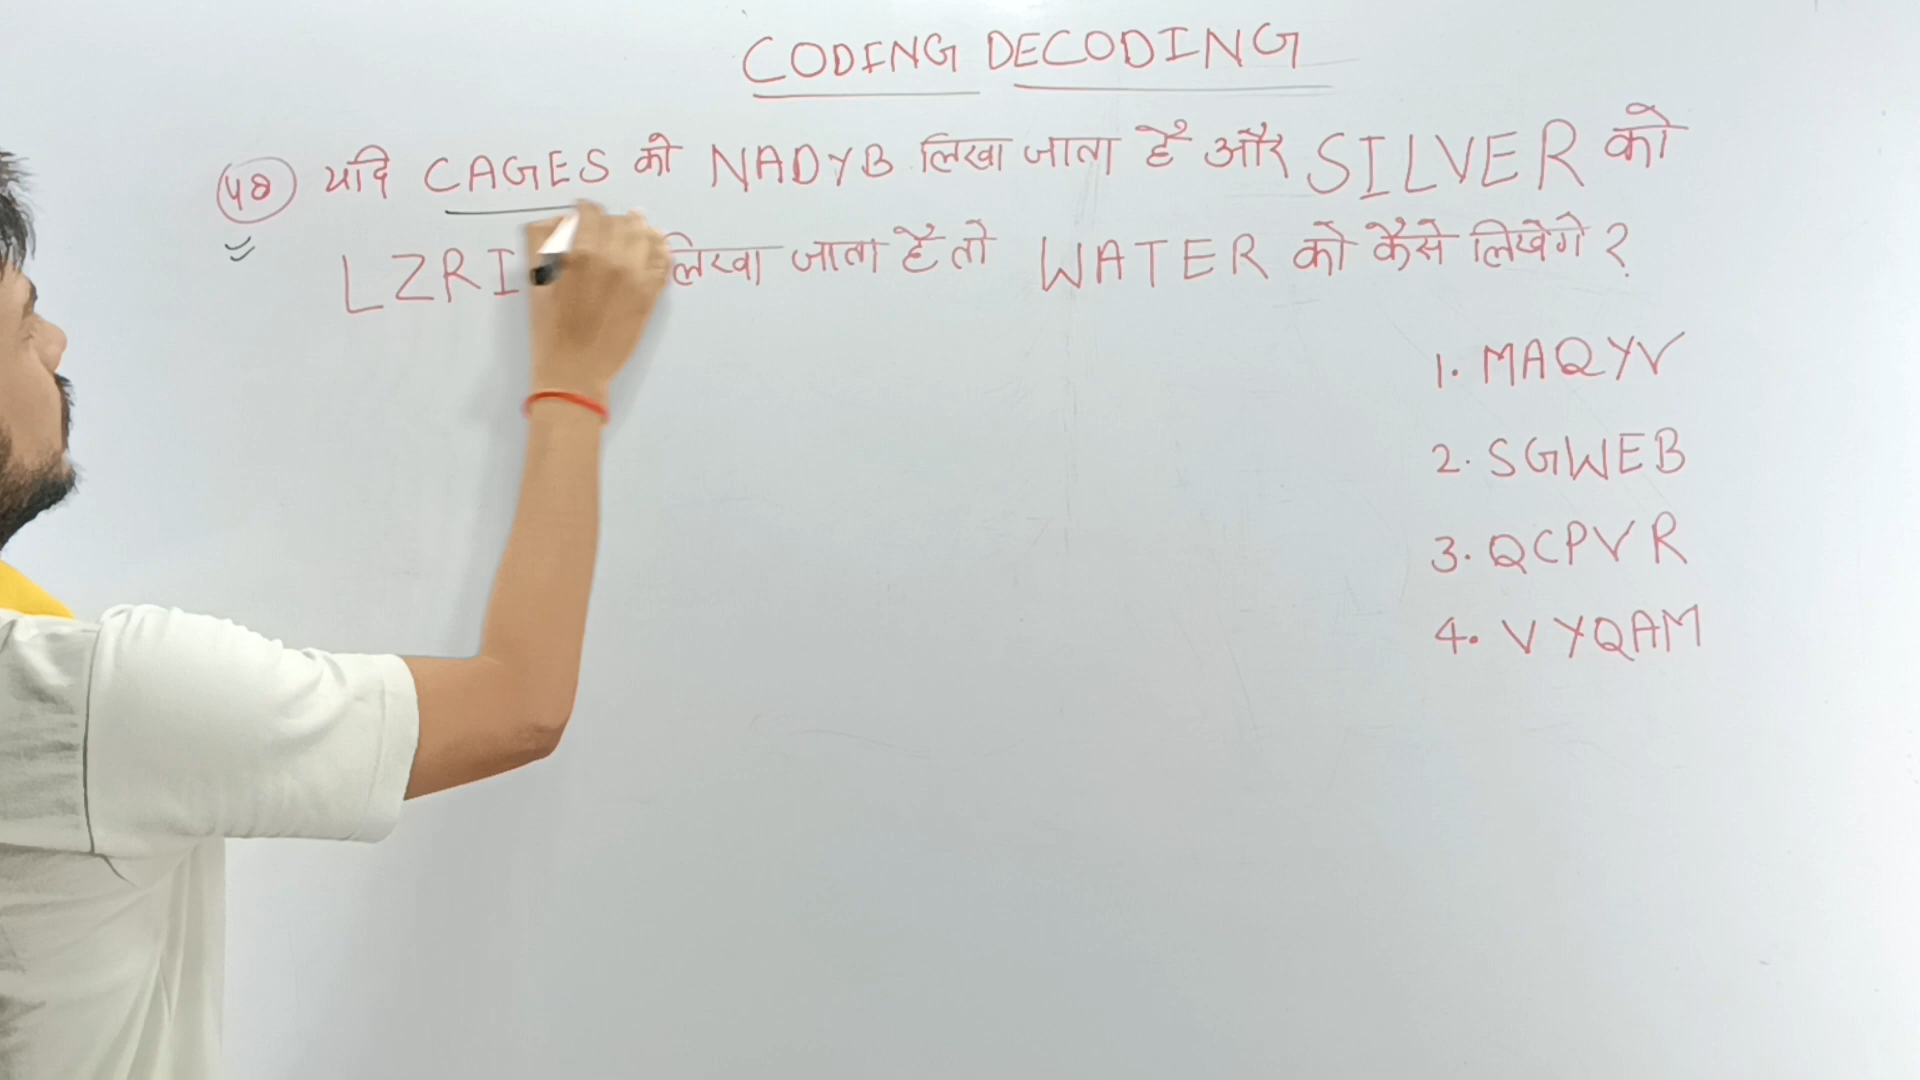 CODING DECODING
48 यदि CAGES को NADYB लिखा जाता है और SILVER को
LZRI लिखा जाता है तो WATER को कैसे लिखेंगे ?
1. MAQYV
2. SGWEB
3. QCPVR
4. VYQAM